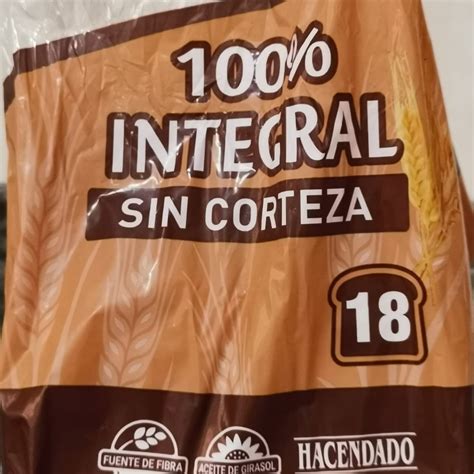 100%
INTEGRAL
SIN CORTEZA
18
FUENTE DE FIBRA
ACEITE DE GIRASOL
HACENDADO